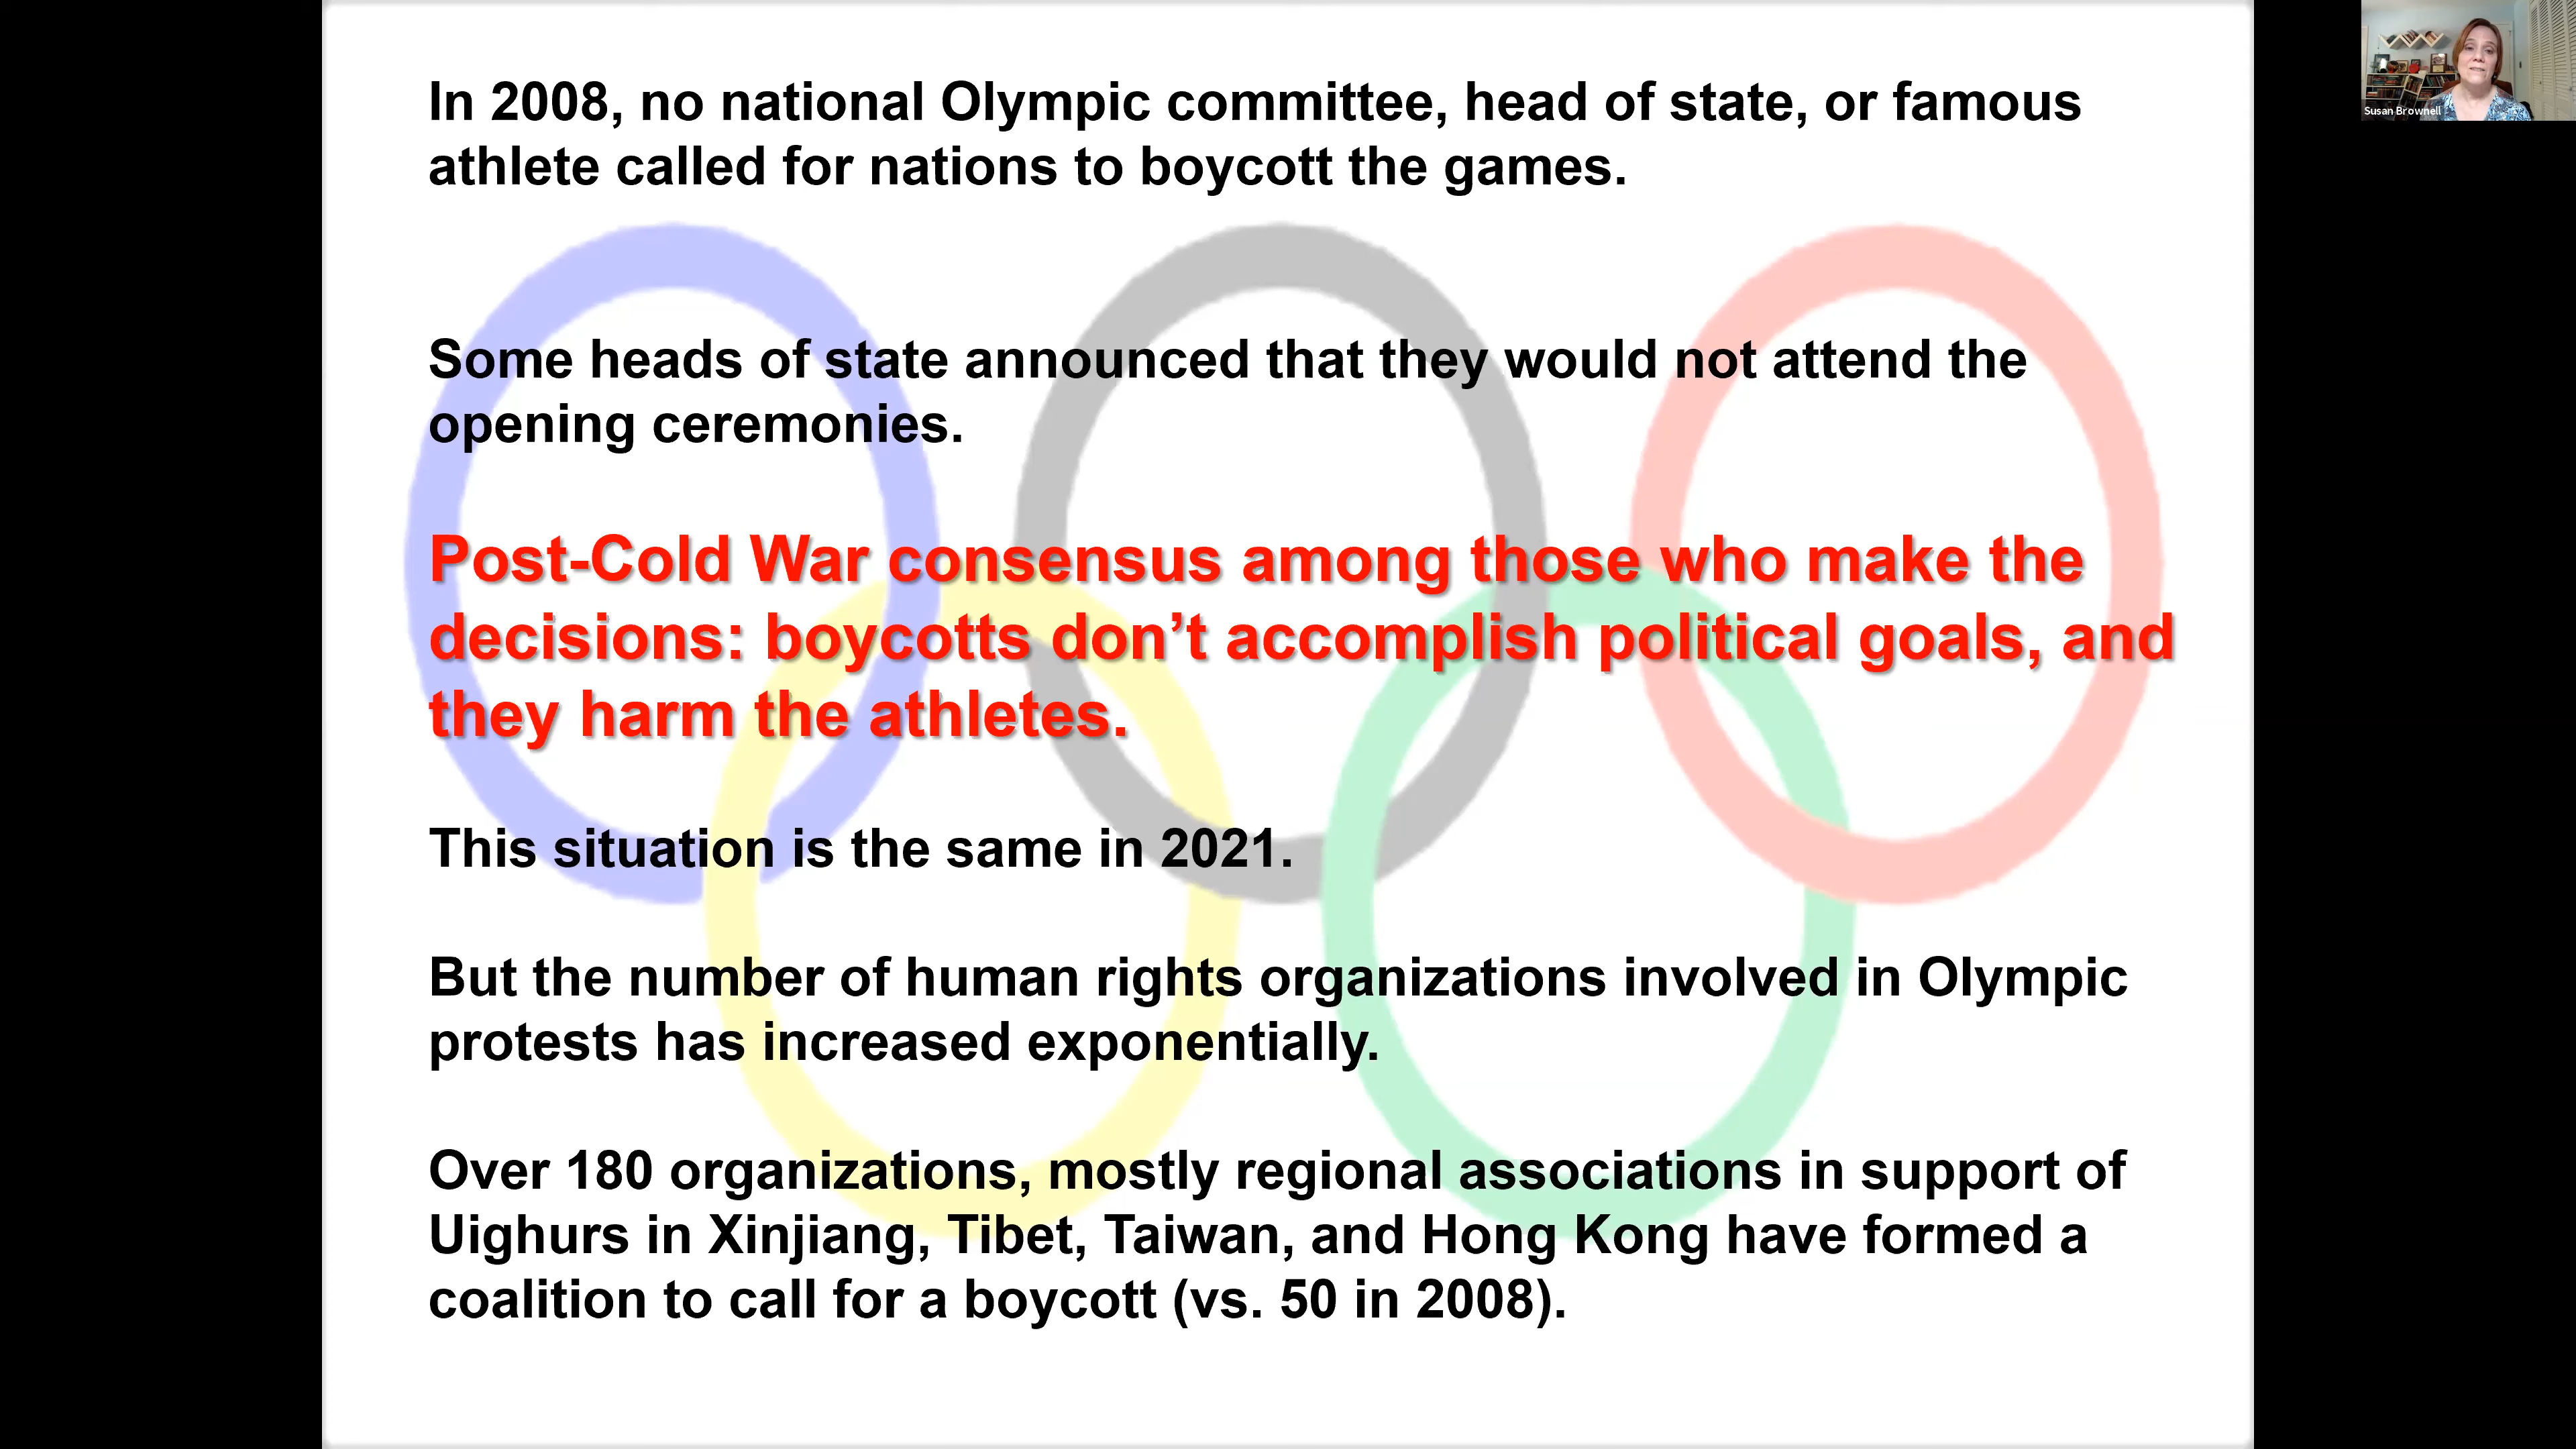 In 2008, no national Olympic committee, head of state, or famous
athlete called for nations to boycott the games.
Some heads of state announced that they would not attend the
opening ceremonies.
Post-Cold War consensus among those who make the
decisions: boycotts don’t accomplish political goals, and
they harm the athletes.
This situation is the same in 2021.
But the number of human rights organizations involved in Olympic
protests has increased exponentially.
Over 180 organizations, mostly regional associations in support of
Uighurs in Xinjiang, Tibet, Taiwan, and Hong Kong have formed a
coalition to call for a boycott (vs. 50 in 2008).
Susan Brownell